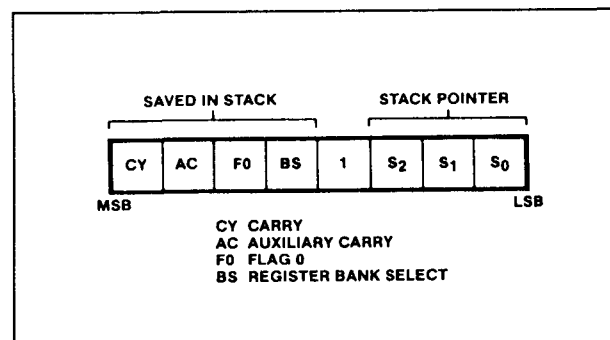 SAVED IN STACK STACK POINTER
CY AC F0 BS 1 S2 S1 S0
MSB LSB
CY CARRY
AC AUXILIARY CARRY
F0 FLAG 0
BS REGISTER BANK SELECT